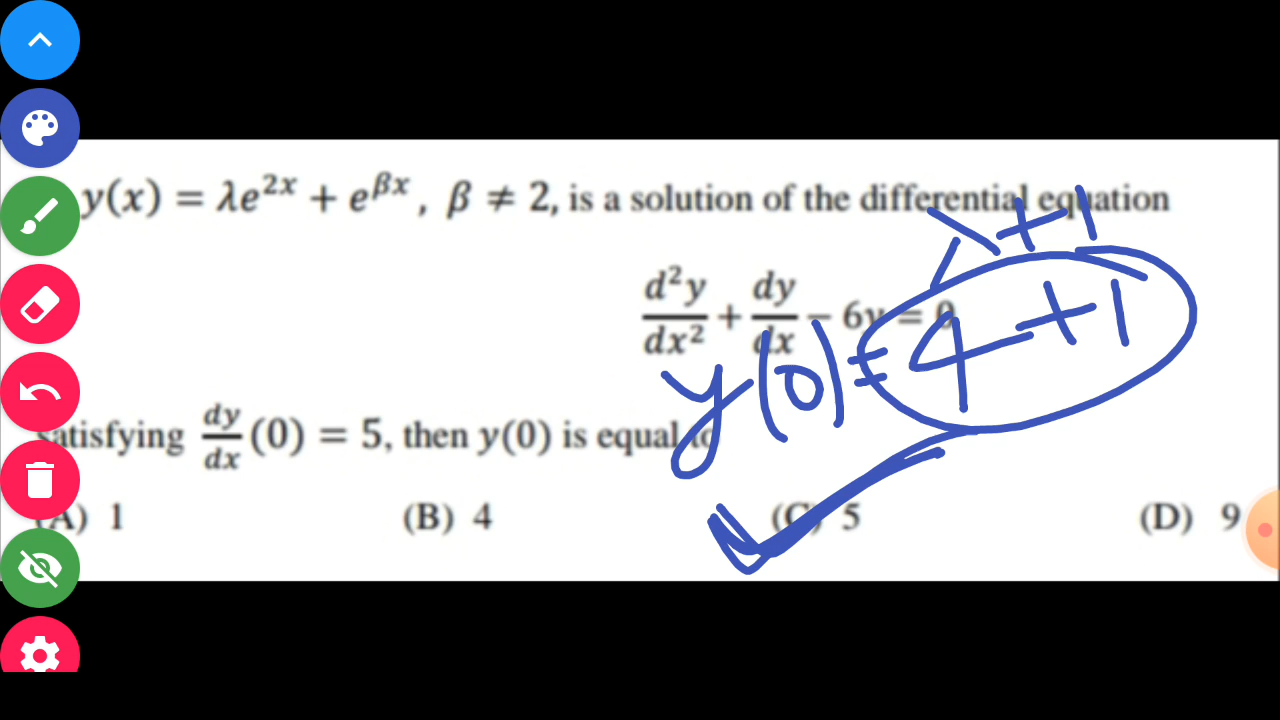 y(x) = λe^{2x} + e^{βx}, β ≠ 2, is a solution of the differential equation
λ+1
d²y/dx² + dy/dx − 6y = 0
y(0) = 4+1
satisfying dy/dx (0) = 5, then y(0) is equal to
(A) 1 (B) 4 (C) 5 (D) 9